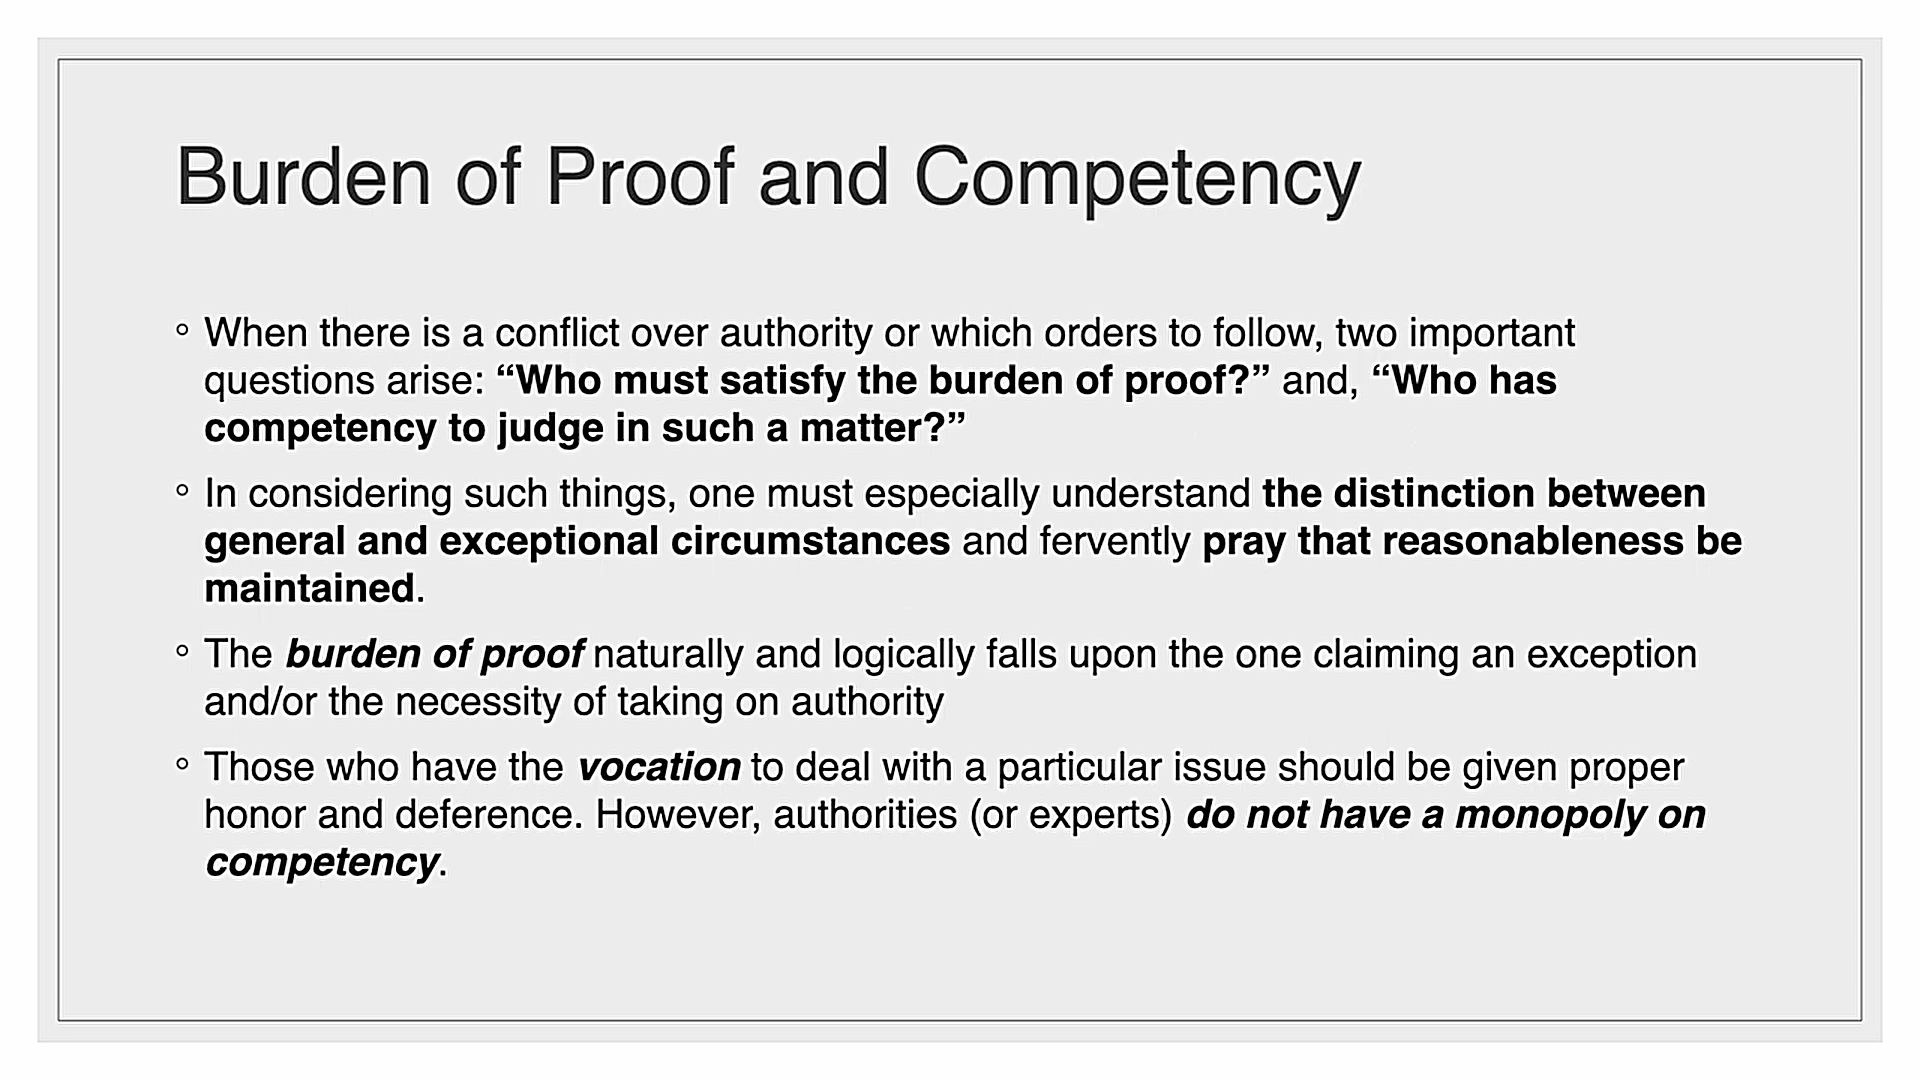 Burden of Proof and Competency
◦ When there is a conflict over authority or which orders to follow, two important
questions arise: “Who must satisfy the burden of proof?” and, “Who has
competency to judge in such a matter?”
◦ In considering such things, one must especially understand the distinction between
general and exceptional circumstances and fervently pray that reasonableness be
maintained.
◦ The burden of proof naturally and logically falls upon the one claiming an exception
and/or the necessity of taking on authority
◦ Those who have the vocation to deal with a particular issue should be given proper
honor and deference. However, authorities (or experts) do not have a monopoly on
competency.